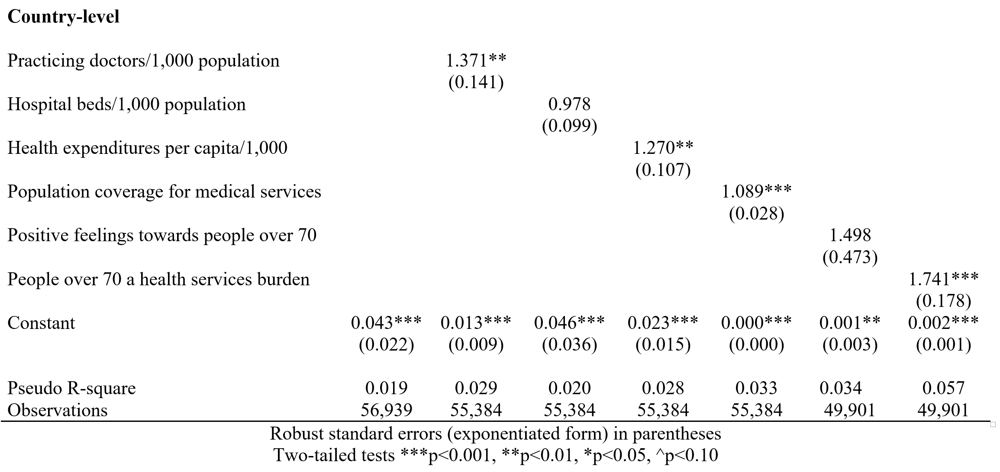 Country-level
Practicing doctors/1,000 population 1.371**
(0.141)
Hospital beds/1,000 population 0.978
(0.099)
Health expenditures per capita/1,000 1.270**
(0.107)
Population coverage for medical services 1.089***
(0.028)
Positive feelings towards people over 70 1.498
(0.473)
People over 70 a health services burden 1.741***
(0.178)
Constant 0.043*** 0.013*** 0.046*** 0.023*** 0.000*** 0.001** 0.002***
(0.022) (0.009) (0.036) (0.015) (0.000) (0.003) (0.001)
Pseudo R-square 0.019 0.029 0.020 0.028 0.033 0.034 0.057
Observations 56,939 55,384 55,384 55,384 55,384 49,901 49,901
Robust standard errors (exponentiated form) in parentheses
Two-tailed tests ***p<0.001, **p<0.01, *p<0.05, ^p<0.10